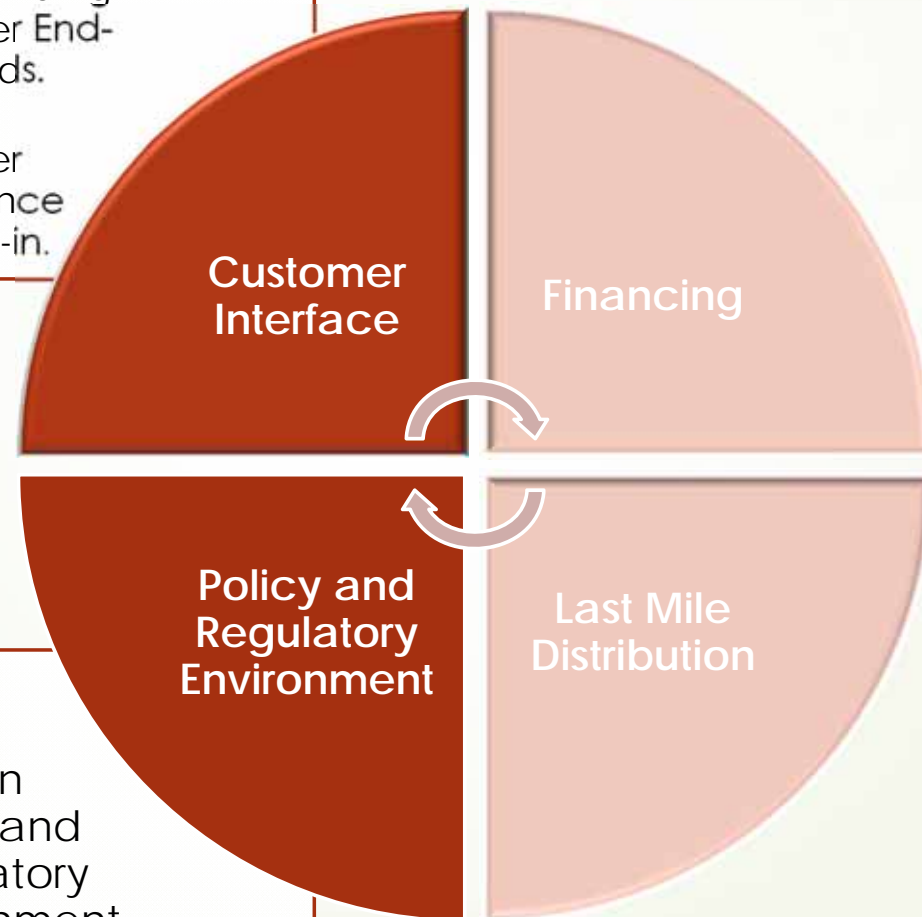 er End-
ds.
er
nce
-in.
Customer
Interface
Financing
Policy and
Regulatory
Environment
Last Mile
Distribution
n
and
atory